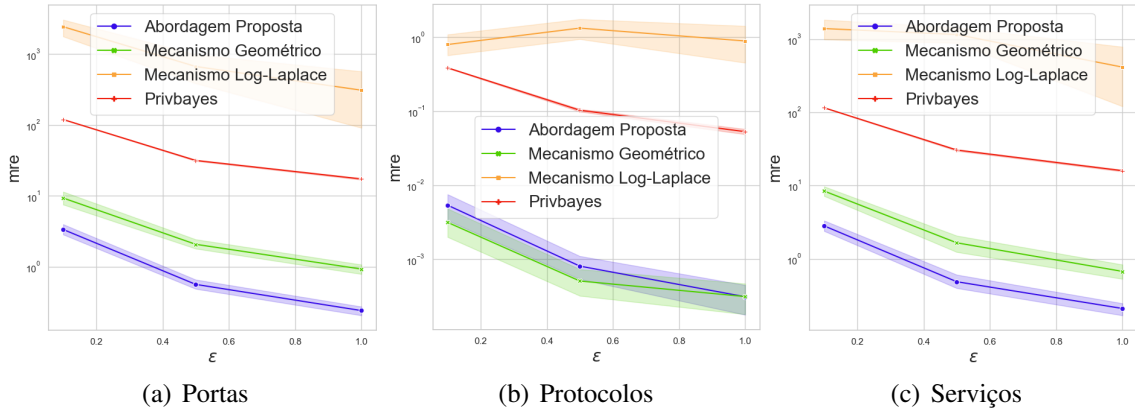 Abordagem Proposta
Mecanismo Geométrico
Mecanismo Log-Laplace
Privbayes
mre
10³
10²
10¹
10⁰
0.2 0.4 0.6 0.8 1.0
ε
(a) Portas
Abordagem Proposta
Mecanismo Geométrico
Mecanismo Log-Laplace
Privbayes
mre
10⁰
10⁻¹
10⁻²
10⁻³
0.2 0.4 0.6 0.8 1.0
ε
(b) Protocolos
Abordagem Proposta
Mecanismo Geométrico
Mecanismo Log-Laplace
Privbayes
mre
10³
10²
10¹
10⁰
0.2 0.4 0.6 0.8 1.0
ε
(c) Serviços